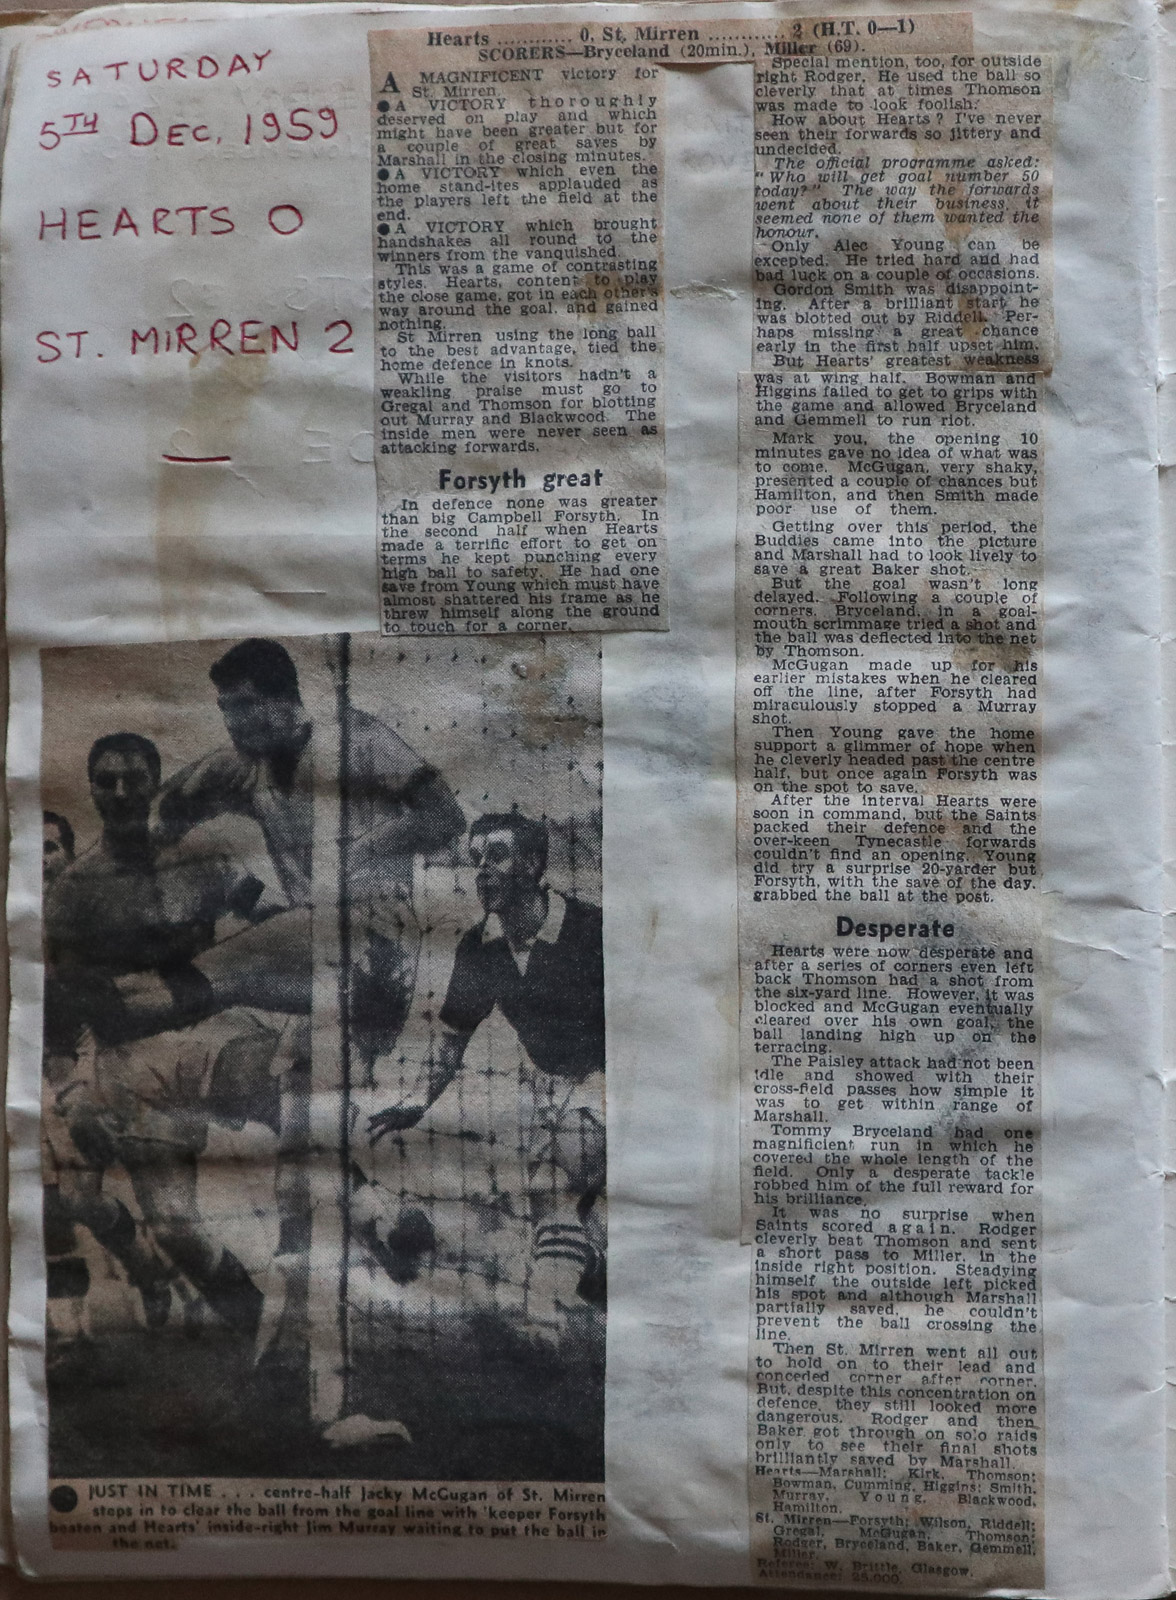 SATURDAY
5TH DEC, 1959
HEARTS 0
ST. MIRREN 2
Hearts ............ 0, St. Mirren ............ 2 (H.T. 0—1)
SCORERS—Bryceland (20min.), Miller (69).
A MAGNIFICENT victory for
St. Mirren.
●A VICTORY thoroughly
deserved on play and which
might have been greater but for
a couple of great saves by
Marshall in the closing minutes.
●A VICTORY which even the
home stand-ites applauded as
the players left the field at the
end.
●A VICTORY which brought
handshakes all round to the
winners from the vanquished.
This was a game of contrasting
styles. Hearts, content to play
the close game, got in each other's
way around the goal, and gained
nothing.
St Mirren using the long ball
to the best advantage, tied the
home defence in knots.
While the visitors hadn't a
weakling praise must go to
Gregal and Thomson for blotting
out Murray and Blackwood. The
inside men were never seen as
attacking forwards.
Forsyth great
In defence none was greater
than big Campbell Forsyth. In
the second half when Hearts
made a terrific effort to get on
terms he kept punching every
high ball to safety. He had one
save from Young which must have
almost shattered his frame as he
threw himself along the ground
to touch for a corner.
Special mention, too, for outside
right Rodger. He used the ball so
cleverly that at times Thomson
was made to look foolish.
How about Hearts? I've never
seen their forwards so jittery and
undecided.
The official programme asked:
"Who will get goal number 50
today?" The way the forwards
went about their business, it
seemed none of them wanted the
honour.
Only Alec Young can be
excepted. He tried hard and had
bad luck on a couple of occasions.
Gordon Smith was disappoint-
ing. After a brilliant start he
was blotted out by Riddell. Per-
haps missing a great chance
early in the first half upset him.
But Hearts' greatest weakness
was at wing half. Bowman and
Higgins failed to get to grips with
the game and allowed Bryceland
and Gemmell to run riot.
Mark you, the opening 10
minutes gave no idea of what was
to come. McGugan, very shaky,
presented a couple of chances but
Hamilton, and then Smith made
poor use of them.
Getting over this period, the
Buddies came into the picture
and Marshall had to look lively to
save a great Baker shot.
But the goal wasn't long
delayed. Following a couple of
corners, Bryceland, in a goal-
mouth scrimmage tried a shot and
the ball was deflected into the net
by Thomson.
McGugan made up for his
earlier mistakes when he cleared
off the line, after Forsyth had
miraculously stopped a Murray
shot.
Then Young gave the home
support a glimmer of hope when
he cleverly headed past the centre
half, but once again Forsyth was
on the spot to save.
After the interval Hearts were
soon in command, but the Saints
packed their defence and the
over-keen Tynecastle forwards
couldn't find an opening. Young
did try a surprise 20-yarder but
Forsyth, with the save of the day,
grabbed the ball at the post.
Desperate
Hearts were now desperate and
after a series of corners even left
back Thomson had a shot from
the six-yard line. However, it was
blocked and McGugan eventually
cleared over his own goal, the
ball landing high up on the
terracing.
The Paisley attack had not been
idle and showed with their
cross-field passes how simple it
was to get within range of
Marshall.
Tommy Bryceland had one
magnificient run in which he
covered the whole length of the
field. Only a desperate tackle
robbed him of the full reward for
his brilliance.
It was no surprise when
Saints scored again. Rodger
cleverly beat Thomson and sent
a short pass to Miller, in the
inside right position. Steadying
himself the outside left picked
his spot and although Marshall
partially saved, he couldn't
prevent the ball crossing the
line.
Then St. Mirren went all out
to hold on to their lead and
conceded corner after corner.
But, despite this concentration on
defence, they still looked more
dangerous. Rodger and then
Baker got through on solo raids
only to see their final shots
brilliantly saved by Marshall.
Hearts—Marshall; Kirk, Thomson;
Bowman, Cumming, Higgins; Smith,
Murray, Young, Blackwood,
Hamilton.
St. Mirren—Forsyth; Wilson, Riddell;
Gregal, McGugan, Thomson;
Rodger, Bryceland, Baker, Gemmell,
Miller.
Referee: W. Brittle, Glasgow.
Attendance: 25,000.
● JUST IN TIME . . . centre-half Jacky McGugan of St. Mirren
steps in to clear the ball from the goal line with 'keeper Forsyth
beaten and Hearts' inside-right Jim Murray waiting to put the ball in
the net.